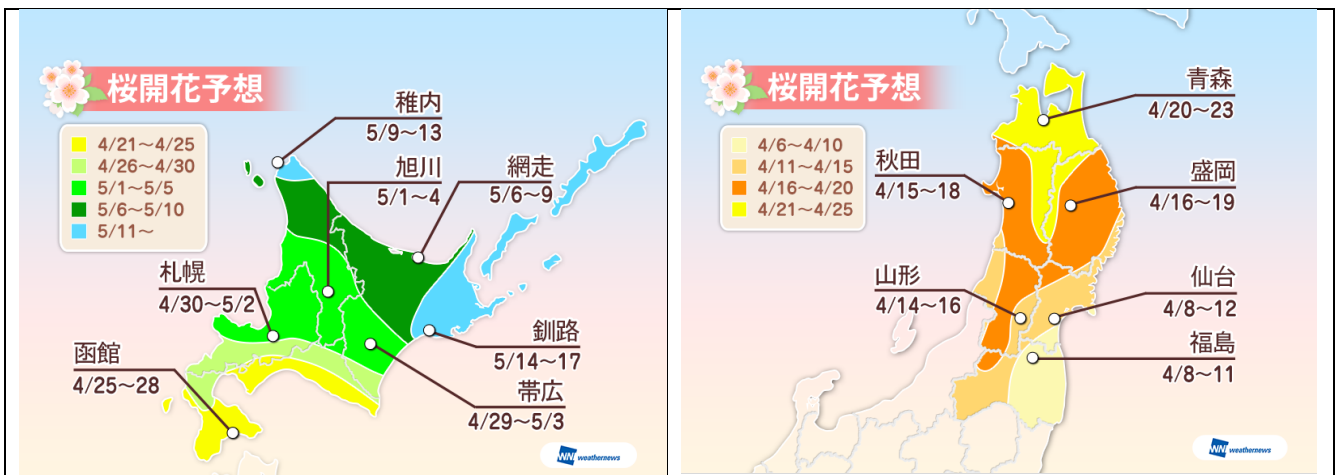 桜開花予想
4/21～4/25
4/26～4/30
5/1～5/5
5/6～5/10
5/11～
稚内
5/9～13
旭川
5/1～4
網走
5/6～9
札幌
4/30～5/2
函館
4/25～28
釧路
5/14～17
帯広
4/29～5/3
weathernews
桜開花予想
4/6～4/10
4/11～4/15
4/16～4/20
4/21～4/25
青森
4/20～23
秋田
4/15～18
盛岡
4/16～19
山形
4/14～16
仙台
4/8～12
福島
4/8～11
weathernews